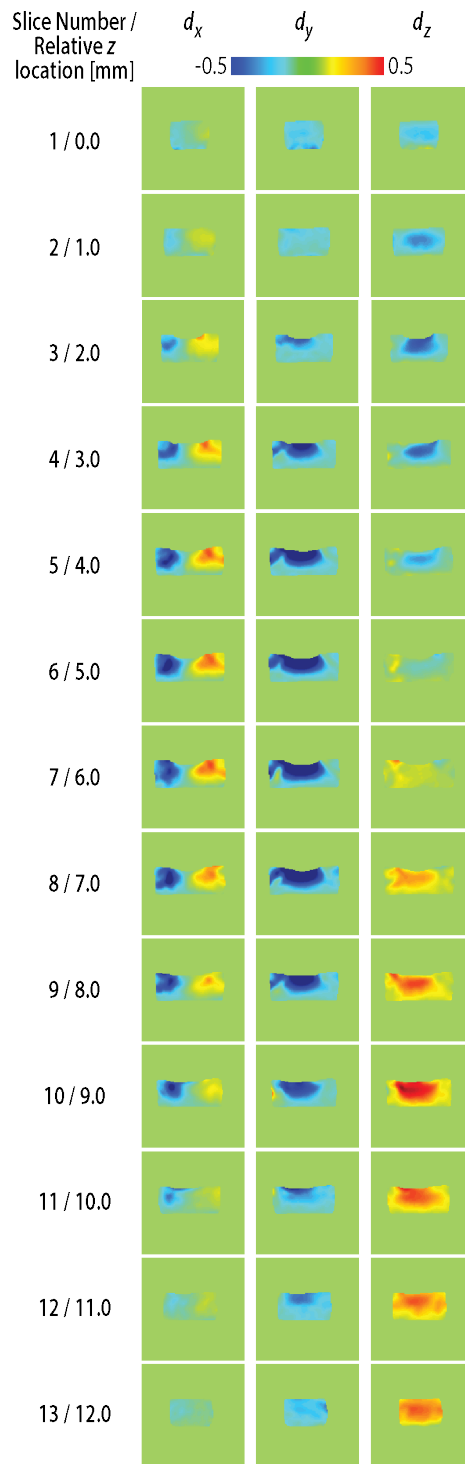 Slice Number /
Relative z
location [mm]
dx
dy
dz
-0.5
0.5
1 / 0.0
2 / 1.0
3 / 2.0
4 / 3.0
5 / 4.0
6 / 5.0
7 / 6.0
8 / 7.0
9 / 8.0
10 / 9.0
11 / 10.0
12 / 11.0
13 / 12.0